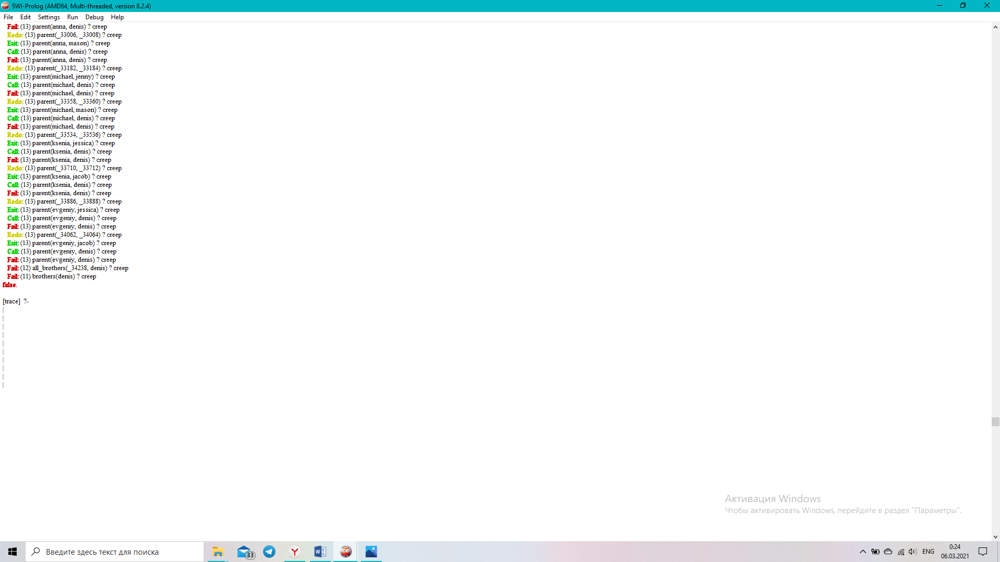 SWI-Prolog (AMD64, Multi-threaded, version 8.2.4)
File Edit Settings Run Debug Help
Fail: (13) parent(anna, denis) ? creep
Redo: (13) parent(_33006, _33008) ? creep
Exit: (13) parent(anna, mason) ? creep
Call: (13) parent(anna, denis) ? creep
Fail: (13) parent(anna, denis) ? creep
Redo: (13) parent(_33182, _33184) ? creep
Exit: (13) parent(michael, jenny) ? creep
Call: (13) parent(michael, denis) ? creep
Fail: (13) parent(michael, denis) ? creep
Redo: (13) parent(_33358, _33360) ? creep
Exit: (13) parent(michael, mason) ? creep
Call: (13) parent(michael, denis) ? creep
Fail: (13) parent(michael, denis) ? creep
Redo: (13) parent(_33534, _33536) ? creep
Exit: (13) parent(ksenia, jessica) ? creep
Call: (13) parent(ksenia, denis) ? creep
Fail: (13) parent(ksenia, denis) ? creep
Redo: (13) parent(_33710, _33712) ? creep
Exit: (13) parent(ksenia, jacob) ? creep
Call: (13) parent(ksenia, denis) ? creep
Fail: (13) parent(ksenia, denis) ? creep
Redo: (13) parent(_33886, _33888) ? creep
Exit: (13) parent(evgeniy, jessica) ? creep
Call: (13) parent(evgeniy, denis) ? creep
Fail: (13) parent(evgeniy, denis) ? creep
Redo: (13) parent(_34062, _34064) ? creep
Exit: (13) parent(evgeniy, jacob) ? creep
Call: (13) parent(evgeniy, denis) ? creep
Fail: (13) parent(evgeniy, denis) ? creep
Fail: (12) all_brothers(_34238, denis) ? creep
Fail: (11) brothers(denis) ? creep
false.
[trace] ?-
|
|
|
|
|
|
|
|
|
|
Активация Windows
Чтобы активировать Windows, перейдите в раздел "Параметры".
Введите здесь текст для поиска
33
ENG
0:24
06.03.2021